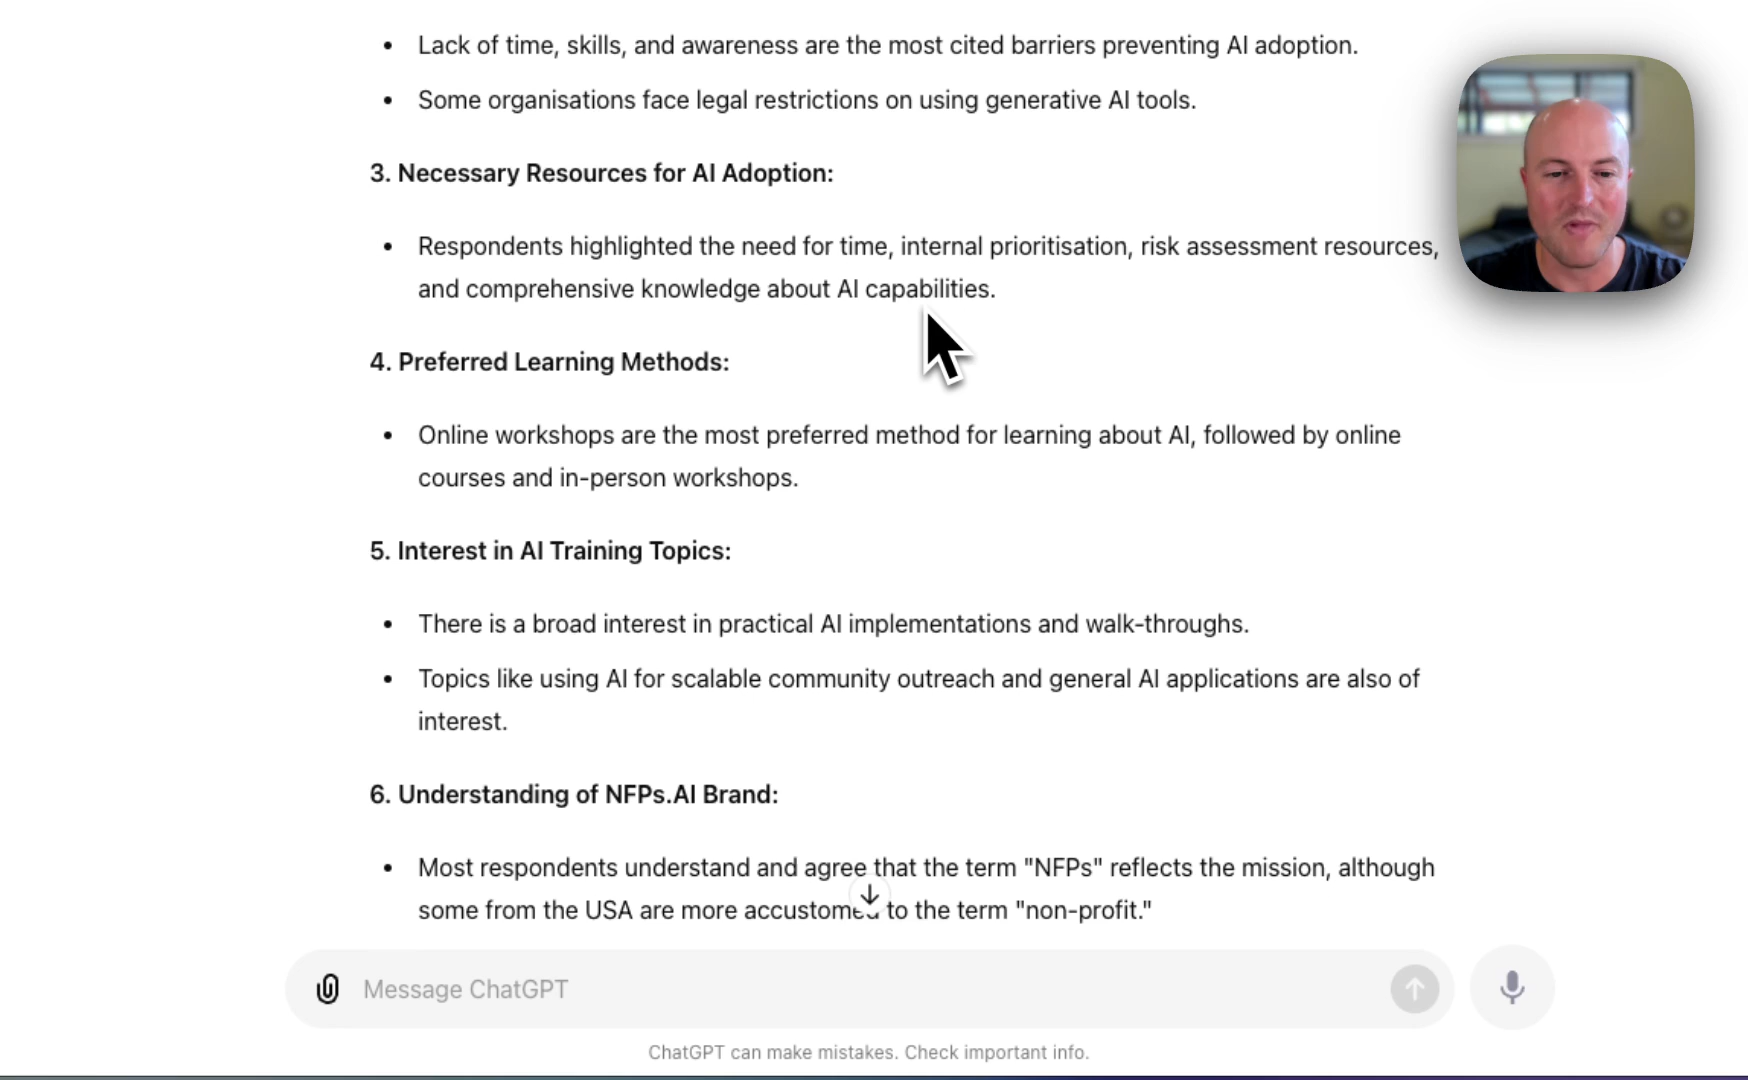 • Lack of time, skills, and awareness are the most cited barriers preventing AI adoption.
• Some organisations face legal restrictions on using generative AI tools.
3. Necessary Resources for AI Adoption:
• Respondents highlighted the need for time, internal prioritisation, risk assessment resources,
and comprehensive knowledge about AI capabilities.
4. Preferred Learning Methods:
• Online workshops are the most preferred method for learning about AI, followed by online
courses and in-person workshops.
5. Interest in AI Training Topics:
• There is a broad interest in practical AI implementations and walk-throughs.
• Topics like using AI for scalable community outreach and general AI applications are also of
interest.
6. Understanding of NFPs.AI Brand:
• Most respondents understand and agree that the term "NFPs" reflects the mission, although
some from the USA are more accustomed to the term "non-profit."
Message ChatGPT
ChatGPT can make mistakes. Check important info.